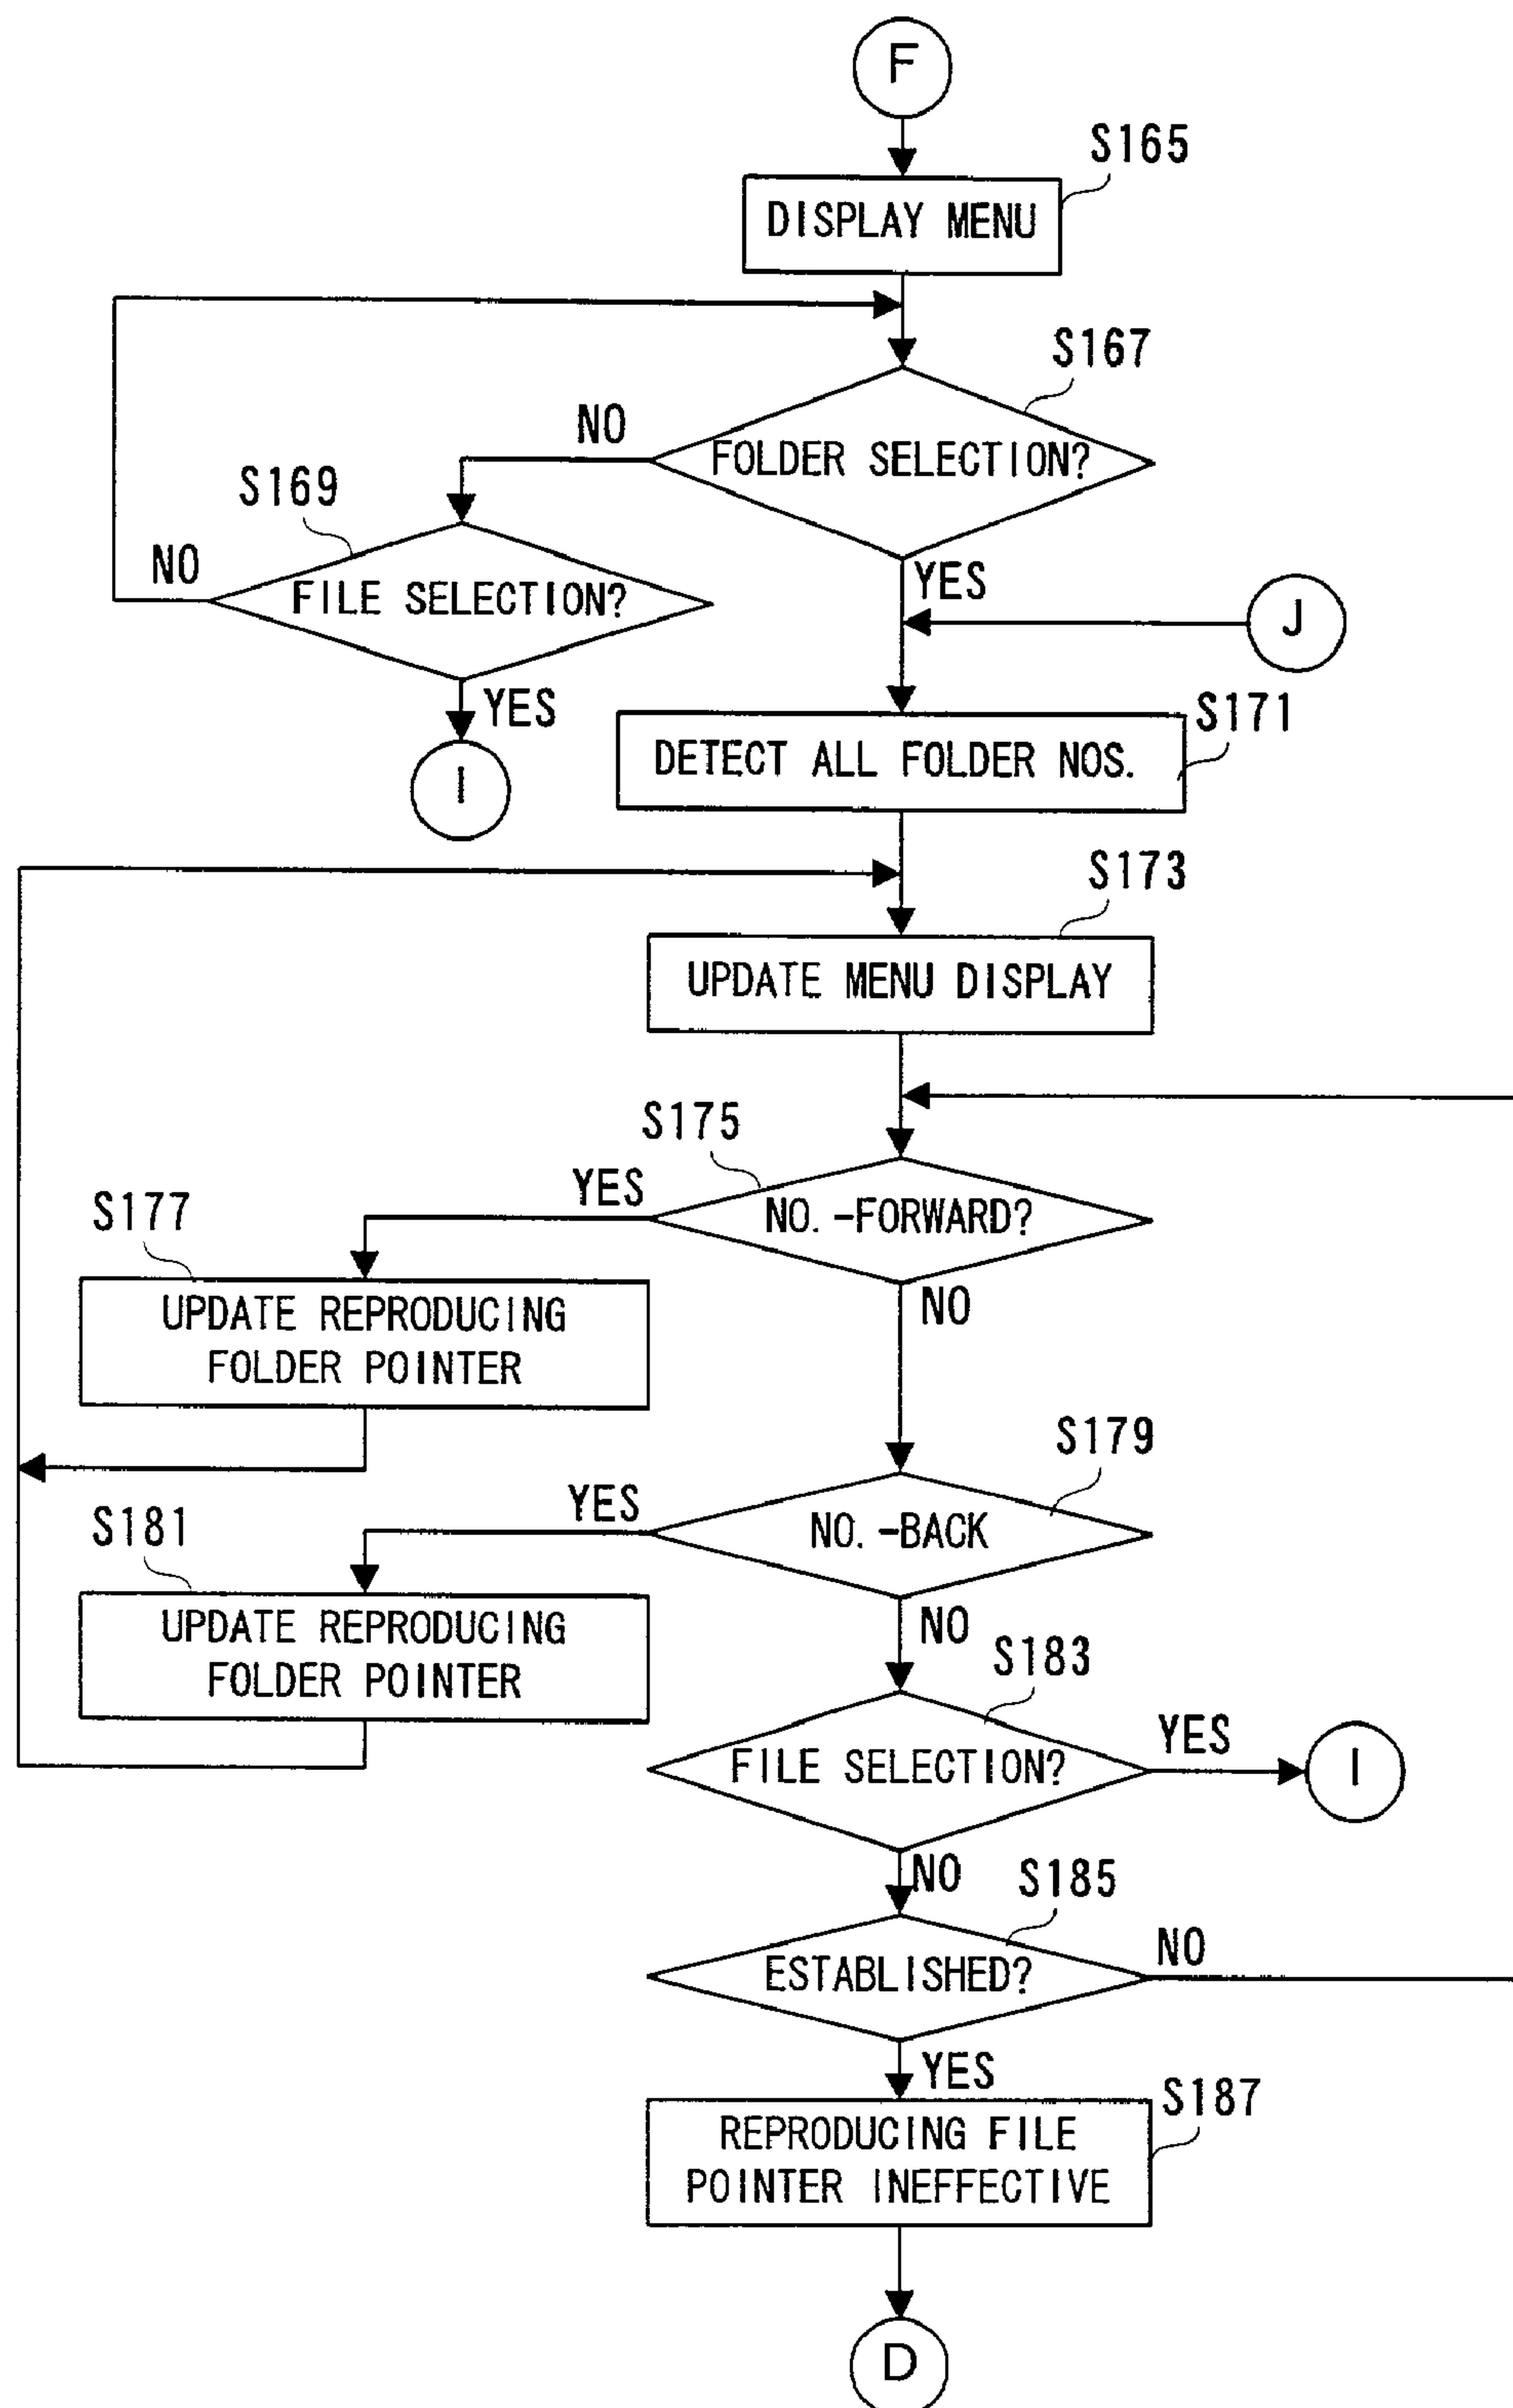 F
S165
DISPLAY MENU
S167
NO
FOLDER SELECTION?
S169
NO
FILE SELECTION?
YES
J
YES
I
S171
DETECT ALL FOLDER NOS.
S173
UPDATE MENU DISPLAY
S175
YES
NO.-FORWARD?
S177
UPDATE REPRODUCING
FOLDER POINTER
NO
S179
YES
NO.-BACK
S181
UPDATE REPRODUCING
FOLDER POINTER
NO
S183
FILE SELECTION?
YES
I
NO
S185
ESTABLISHED?
NO
YES
S187
REPRODUCING FILE
POINTER INEFFECTIVE
D